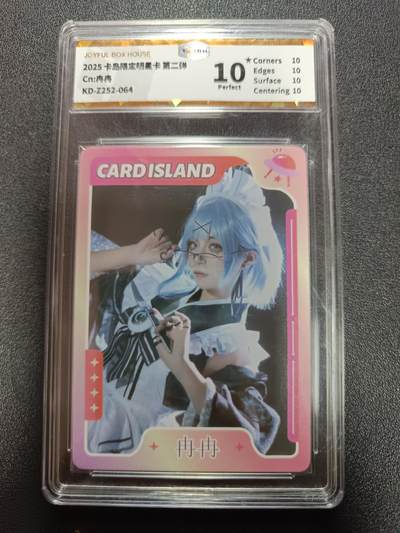 JOYFUL BOX HOUSE
2025 卡岛限定明星卡 第二弹
Cn:冉冉
KD-Z252-064
10
Perfect
Corners 10
Edges 10
Surface 10
Centering 10
CARD ISLAND
冉冉